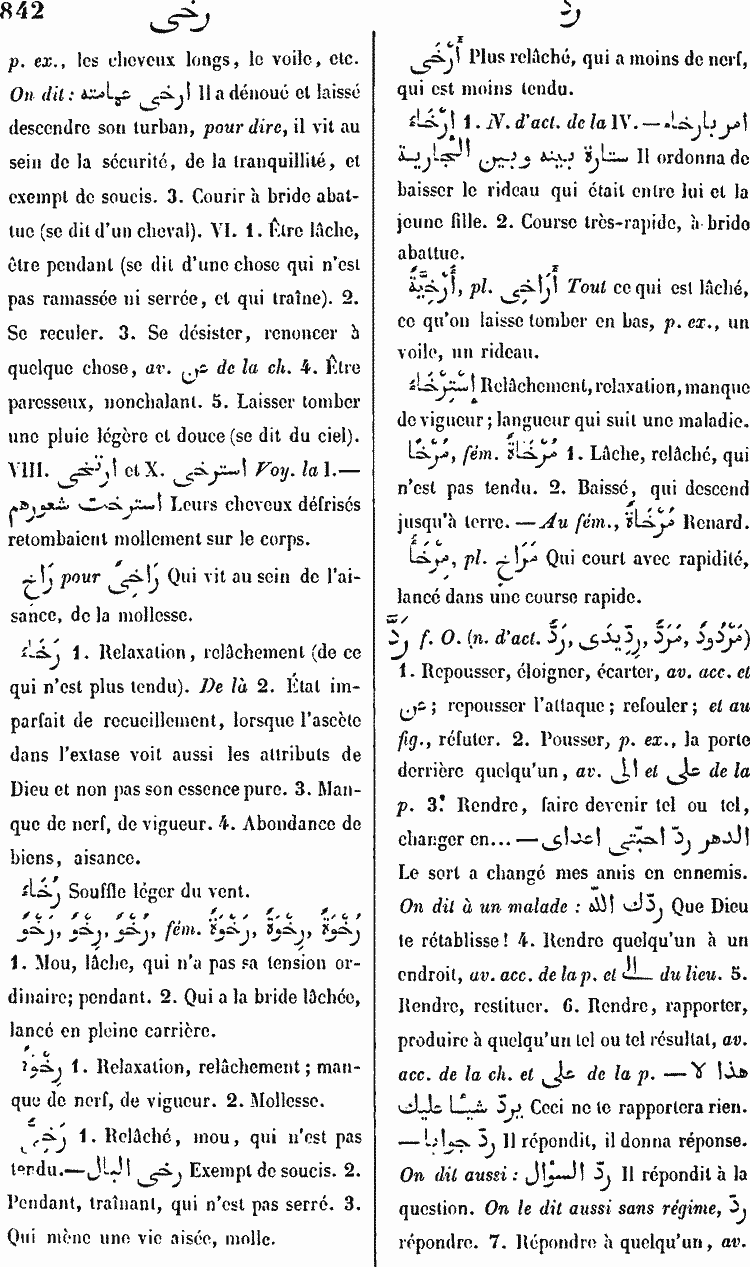 842 رخى رد
p. ex., les cheveux longs, le voile, etc.
On dit: ارخى عمامته Il a dénoué et laissé
descendre son turban, pour dire, il vit au
sein de la sécurité, de la tranquillité, et
exempt de soucis. 3. Courir à bride abat-
tue (se dit d'un cheval). VI. 1. Être lâche,
être pendant (se dit d'une chose qui n'est
pas ramassée ni serrée, et qui traîne). 2.
Se reculer. 3. Se désister, renoncer à
quelque chose, av. عن de la ch. 4. Être
paresseux, nonchalant. 5. Laisser tomber
une pluie légère et douce (se dit du ciel).
VIII. ارتخى et X. استرخى Voy. la I.—
استرخت شعورهم Leurs cheveux défrisés
retombaient mollement sur le corps.
رَاخٍ pour رَاخِىٌ Qui vit au sein de l'ai-
sance, de la mollesse.
رَخَاءٌ 1. Relaxation, relâchement (de ce
qui n'est plus tendu). De là 2. État im-
parfait de recueillement, lorsque l'ascète
dans l'extase voit aussi les attributs de
Dieu et non pas son essence pure. 3. Man-
que de nerf, de vigueur. 4. Abondance de
biens, aisance.
رُخَاءٌ Souffle léger du vent.
رَخْوٌ, رِخْوٌ, رُخْوٌ, fém. رَخْوَةٌ, رِخْوَةٌ, رُخْوَةٌ
1. Mou, lâche, qui n'a pas sa tension or-
dinaire; pendant. 2. Qui a la bride lâchée,
lancé en pleine carrière.
1. Relaxation, relâchement; man-
que de nerf, de vigueur. 2. Mollesse.
رَخِىٌّ 1. Relâché, mou, qui n'est pas
tendu.—رخى البال Exempt de soucis. 2.
Pendant, traînant, qui n'est pas serré. 3.
Qui mène une vie aisée, molle.
أَرْخَى Plus relâché, qui a moins de nerf,
qui est moins tendu.
إِرْخَاءٌ 1. N. d'act. de la IV.—امر بارخاء
ستارة بينه وبين الجارية Il ordonna de
baisser le rideau qui était entre lui et la
jeune fille. 2. Course très-rapide, à bride
abattue.
أُرْخِيَّةٌ, pl. أَرَاخِى Tout ce qui est lâché,
ce qu'on laisse tomber en bas, p. ex., un
voile, un rideau.
إِسْتِرْخَاءٌ Relâchement, relaxation, manque
de vigueur; langueur qui suit une maladie.
مُرْخًا, fém. مُرْخَاةٌ 1. Lâche, relâché, qui
n'est pas tendu. 2. Baissé, qui descend
jusqu'à terre. — Au fém., مُرْخَاةٌ Renard.
pl. مَرَاخٍ Qui court avec rapidité,
lancé dans une course rapide.
رَدَّ f. O. (n. d'act. رَدٌّ, رِدِّيدَى, مَرَدٌّ, مَرْدُودٌ)
1. Repousser, éloigner, écarter, av. acc. et
عن; repousser l'attaque; refouler; et au
fig., réfuter. 2. Pousser, p. ex., la porte
derrière quelqu'un, av. الى et على de la
p. 3. Rendre, faire devenir tel ou tel,
changer en... — الدهر ردّ احبّتى اعداى
Le sort a changé mes amis en ennemis.
On dit à un malade : ردّك اللّه Que Dieu
te rétablisse! 4. Rendre quelqu'un à un
endroit, av. acc. de la p. et الـ du lieu. 5.
Rendre, restituer. 6. Rendre, rapporter,
produire à quelqu'un tel ou tel résultat, av.
acc. de la ch. et على de la p. — هذا لا
يردّ عليك شيئا Ceci ne te rapportera rien.
— ردّ جوابا Il répondit, il donna réponse.
On dit aussi : ردّ السؤال Il répondit à la
question. On le dit aussi sans régime, ردّ
répondre. 7. Répondre à quelqu'un, av.